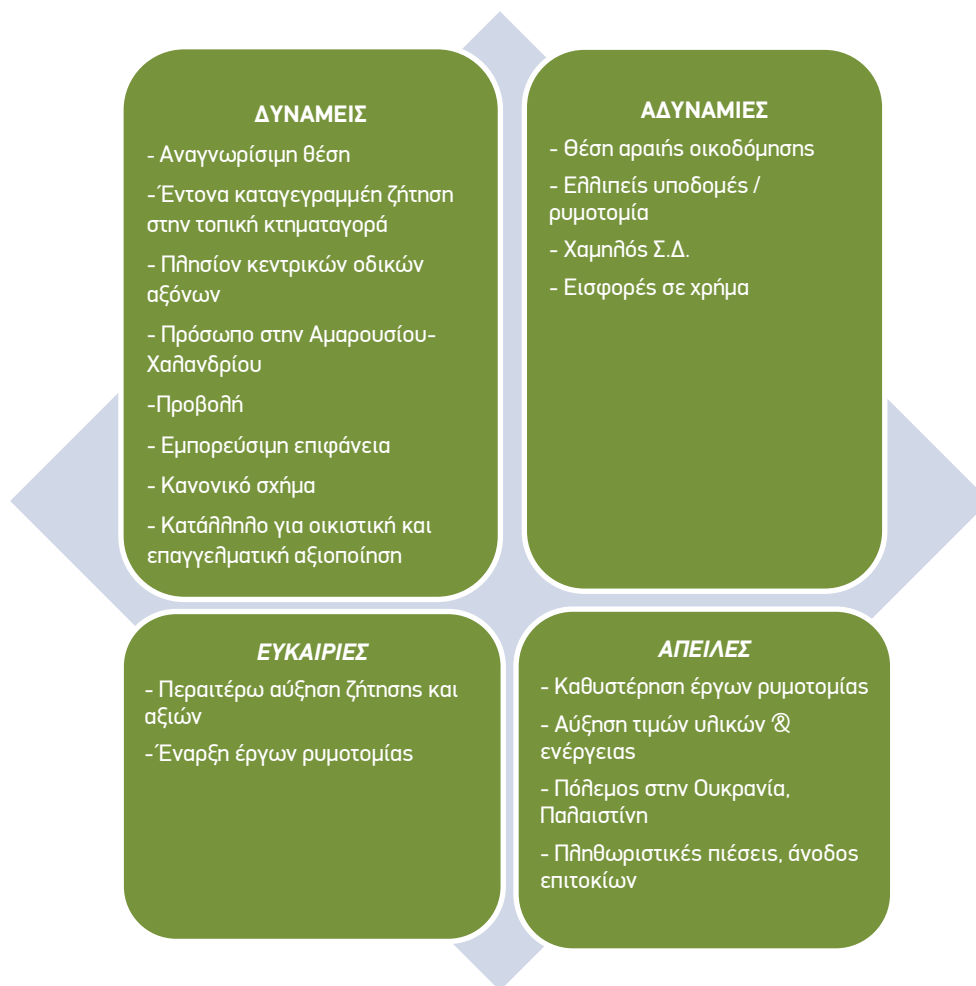 ΔΥΝΑΜΕΙΣ
- Αναγνωρίσιμη θέση
-Έντονα καταγεγραμμένη ζήτηση
στην τοπική κτηματαγορά
- Πλησίον κεντρικών οδικών
αξόνων
- Πρόσωπο στην Αμαρουσίου-
Χαλανδρίου
-Προβολή
- Εμπορεύσιμη επιφάνεια
- Κανονικό σχήμα
- Κατάλληλο για οικιστική και
επαγγελματική αξιοποίηση
ΑΔΥΝΑΜΙΕΣ
- Θέση αραιής οικοδόμησης
- Ελλιπείς υποδομές /
ρυμοτομία
- Χαμηλός Σ.Δ.
- Εισφορές σε χρήμα
ΕΥΚΑΙΡΙΕΣ
- Περαιτέρω αύξηση ζήτησης και
αξιών
-Έναρξη έργων ρυμοτομίας
ΑΠΕΙΛΕΣ
- Καθυστέρηση έργων ρυμοτομίας
- Αύξηση τιμών υλικών &
ενέργειας
- Πόλεμος στην Ουκρανία,
Παλαιστίνη
- Πληθωριστικές πιέσεις, άνοδος
επιτοκίων